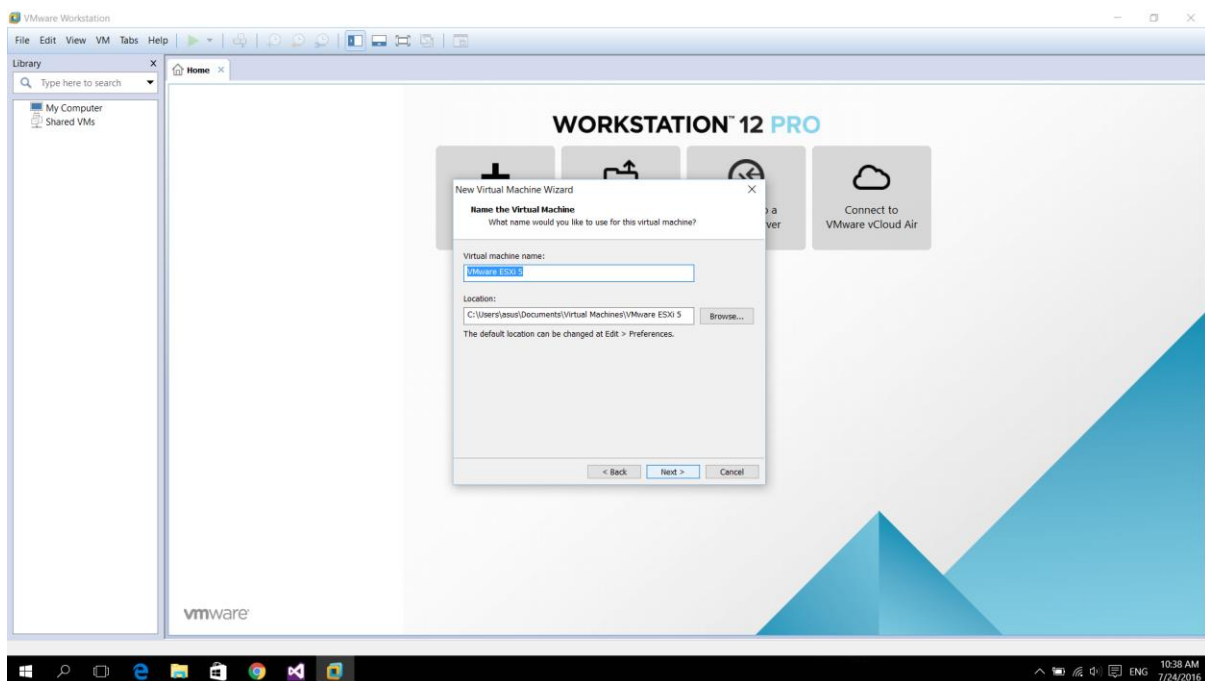 VMware Workstation
File Edit View VM Tabs Help
Library
Type here to search
My Computer
Shared VMs
Home
WORKSTATION™ 12 PRO
Connect to
VMware vCloud Air
New Virtual Machine Wizard
Name the Virtual Machine
What name would you like to use for this virtual machine?
Virtual machine name:
VMware ESXi 5
Location:
C:\Users\asus\Documents\Virtual Machines\VMware ESXi 5
Browse...
The default location can be changed at Edit > Preferences.
< Back
Next >
Cancel
vmware
ENG
10:38 AM
7/24/2016